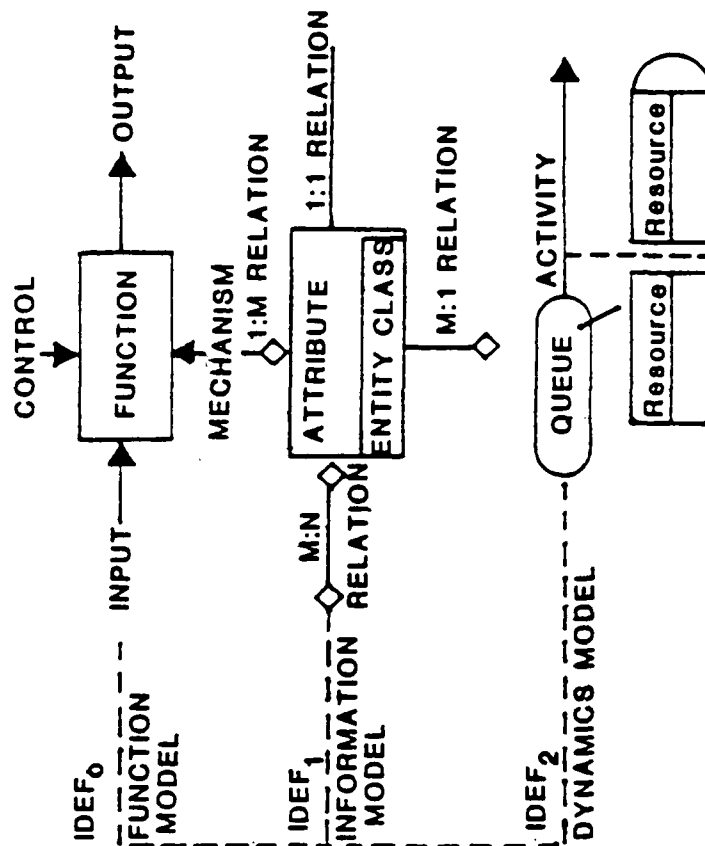 IDEF0
FUNCTION
MODEL
INPUT
CONTROL
FUNCTION
MECHANISM
OUTPUT
IDEF1
INFORMATION
MODEL
M:N
RELATION
1:M RELATION
ATTRIBUTE
ENTITY CLASS
1:1 RELATION
M:1 RELATION
IDEF2
DYNAMICS MODEL
QUEUE
ACTIVITY
Resource
Resource